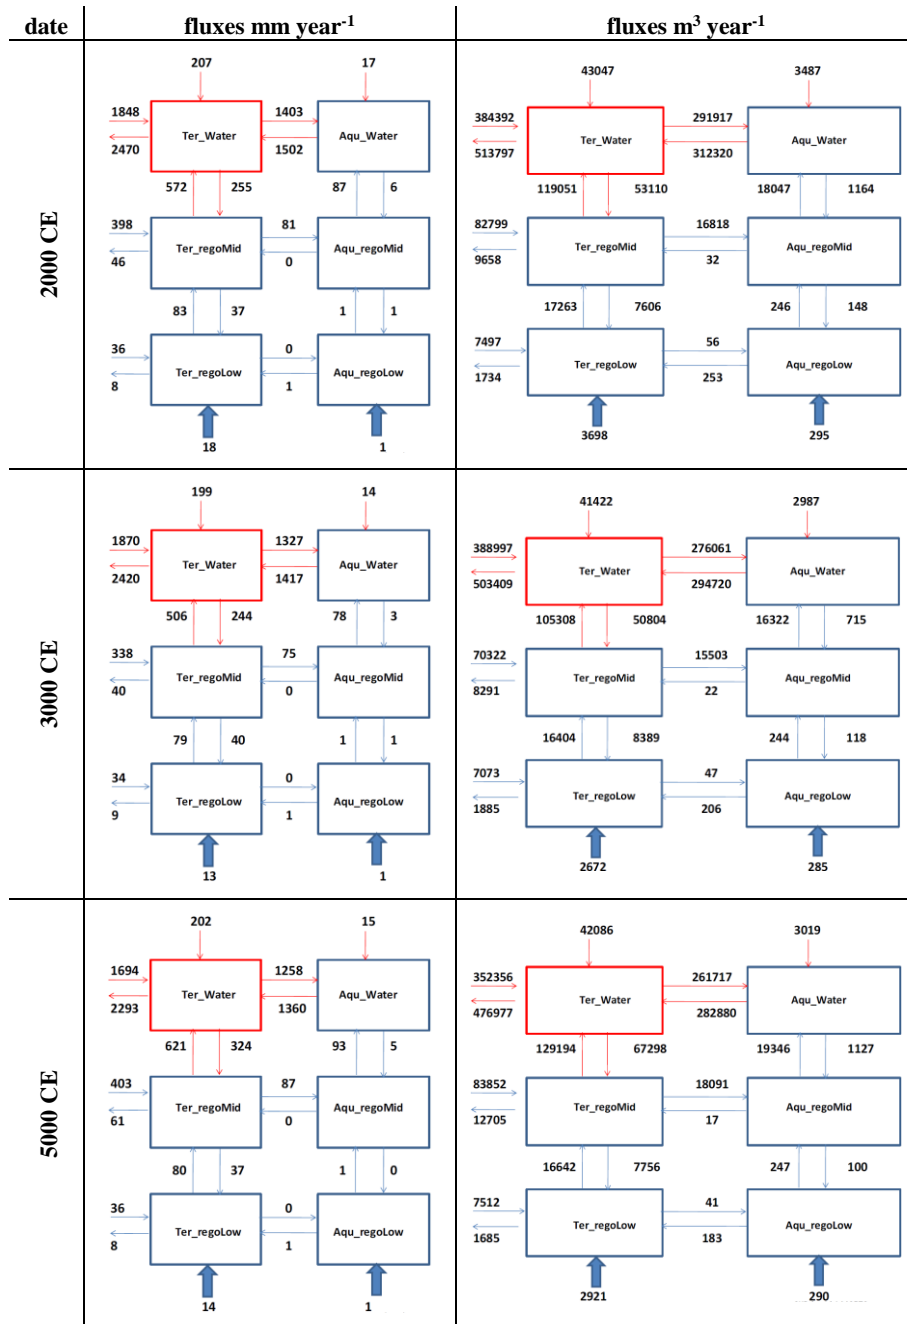 date fluxes mm year-1 fluxes m3 year-1
2000 CE
207 17
1848 1403
Ter_Water Aqu_Water
2470 1502
572 255 87 6
398 81
Ter_regoMid Aqu_regoMid
46 0
83 37 1 1
36 0
Ter_regoLow Aqu_regoLow
8 1
18 1
43047 3487
384392 291917
Ter_Water Aqu_Water
513797 312320
119051 53110 18047 1164
82799 16818
Ter_regoMid Aqu_regoMid
9658 32
17263 7606 246 148
7497 56
Ter_regoLow Aqu_regoLow
1734 253
3698 295
3000 CE
199 14
1870 1327
Ter_Water Aqu_Water
2420 1417
506 244 78 3
338 75
Ter_regoMid Aqu_regoMid
40 0
79 40 1 1
34 0
Ter_regoLow Aqu_regoLow
9 1
13 1
41422 2987
388997 276061
Ter_Water Aqu_Water
503409 294720
105308 50804 16322 715
70322 15503
Ter_regoMid Aqu_regoMid
8291 22
16404 8389 244 118
7073 47
Ter_regoLow Aqu_regoLow
1885 206
2672 285
5000 CE
202 15
1694 1258
Ter_Water Aqu_Water
2293 1360
621 324 93 5
403 87
Ter_regoMid Aqu_regoMid
61 0
80 37 1 0
36 0
Ter_regoLow Aqu_regoLow
8 1
14 1
42086 3019
352356 261717
Ter_Water Aqu_Water
476977 282880
129194 67298 19346 1127
83852 18091
Ter_regoMid Aqu_regoMid
12705 17
16642 7756 247 100
7512 41
Ter_regoLow Aqu_regoLow
1685 183
2921 290